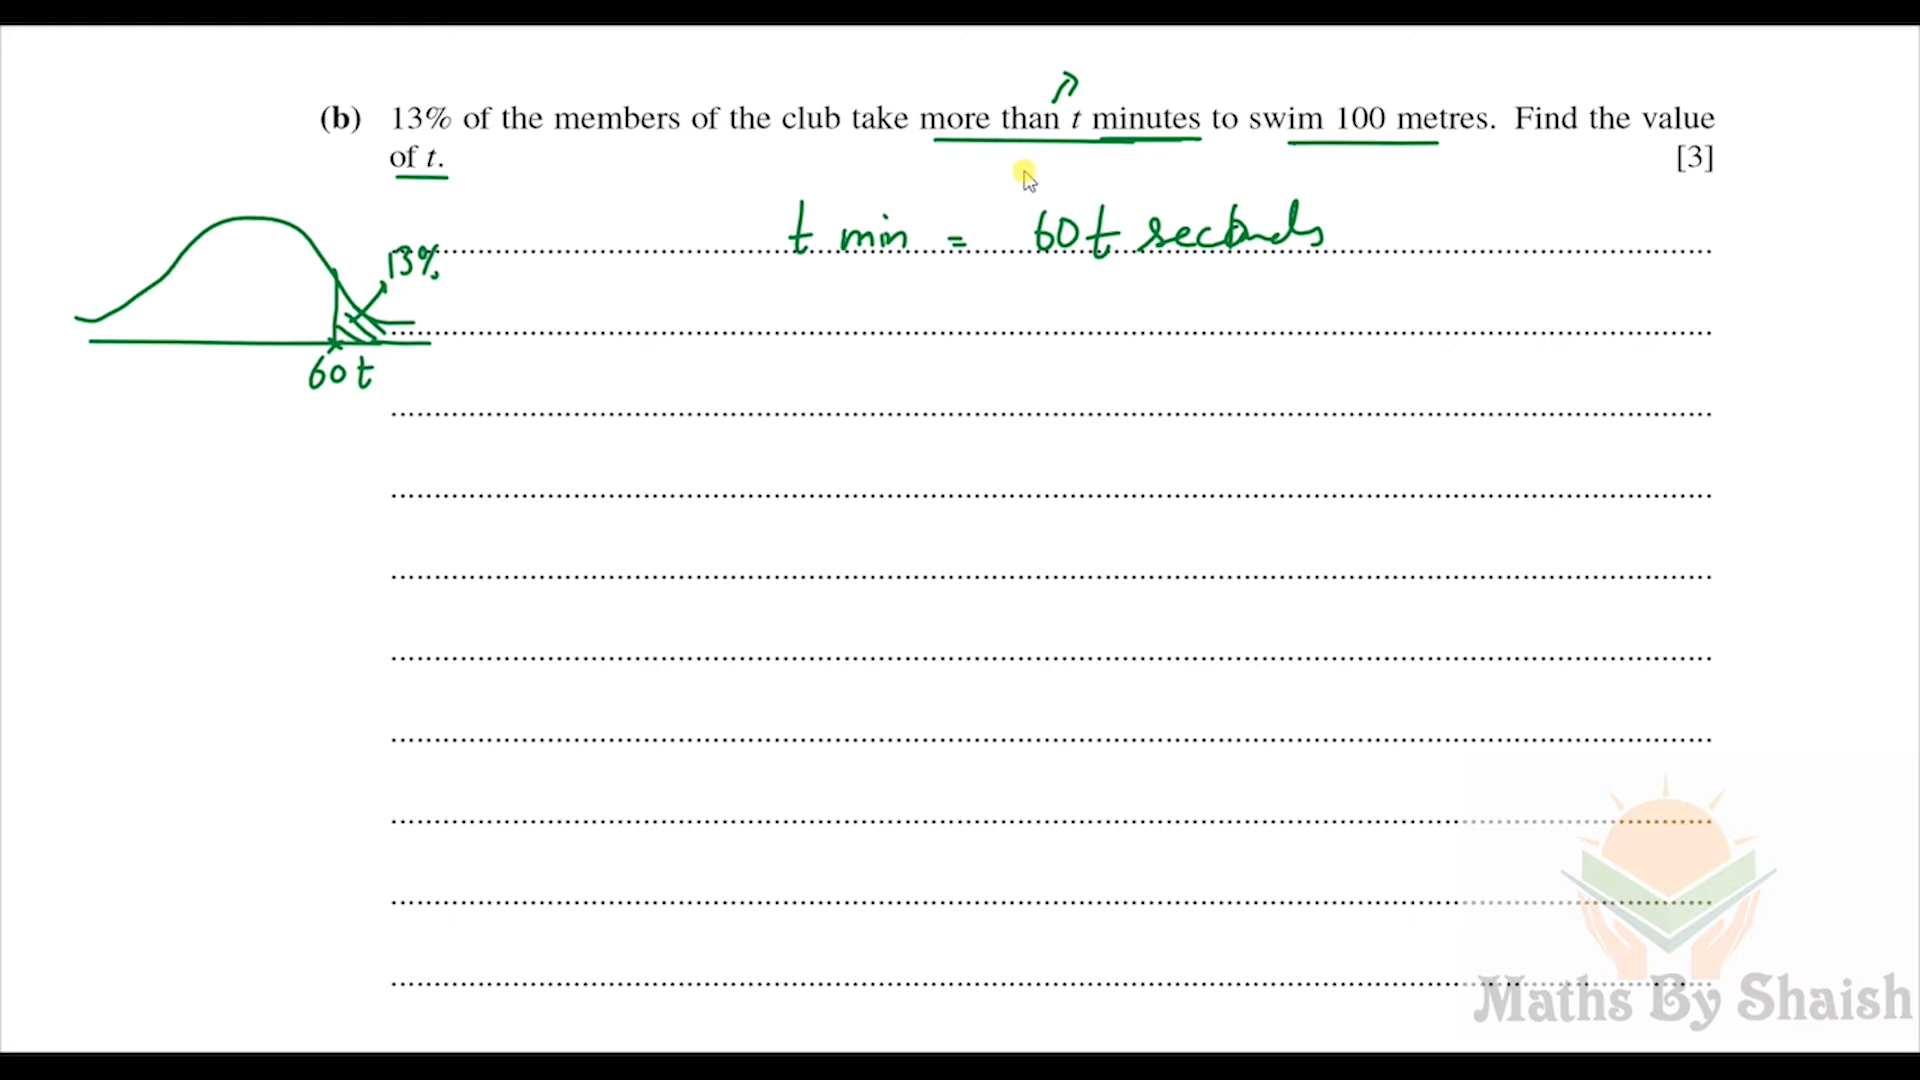 (b) 13% of the members of the club take more than t minutes to swim 100 metres. Find the value
of t. [3]
t min = 60t seconds
13%
60t
Maths By Shaish